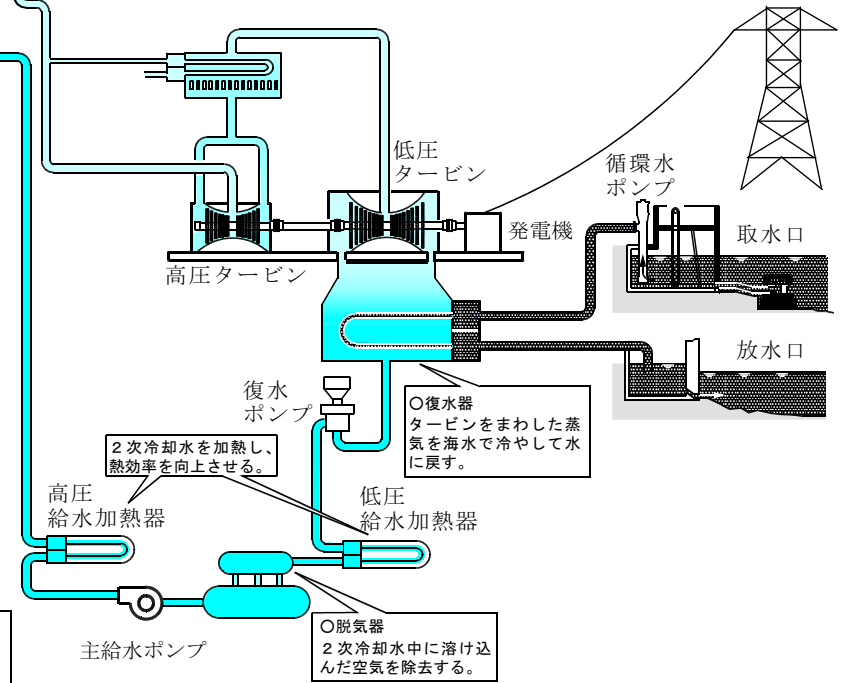 低圧
タービン
循環水
ポンプ
発電機
取水口
高圧タービン
放水口
復水
ポンプ
○復水器
タービンをまわした蒸
気を海水で冷やして水
に戻す。
２次冷却水を加熱し、
熱効率を向上させる。
高圧
給水加熱器
低圧
給水加熱器
○脱気器
２次冷却水中に溶け込
んだ空気を除去する。
主給水ポンプ